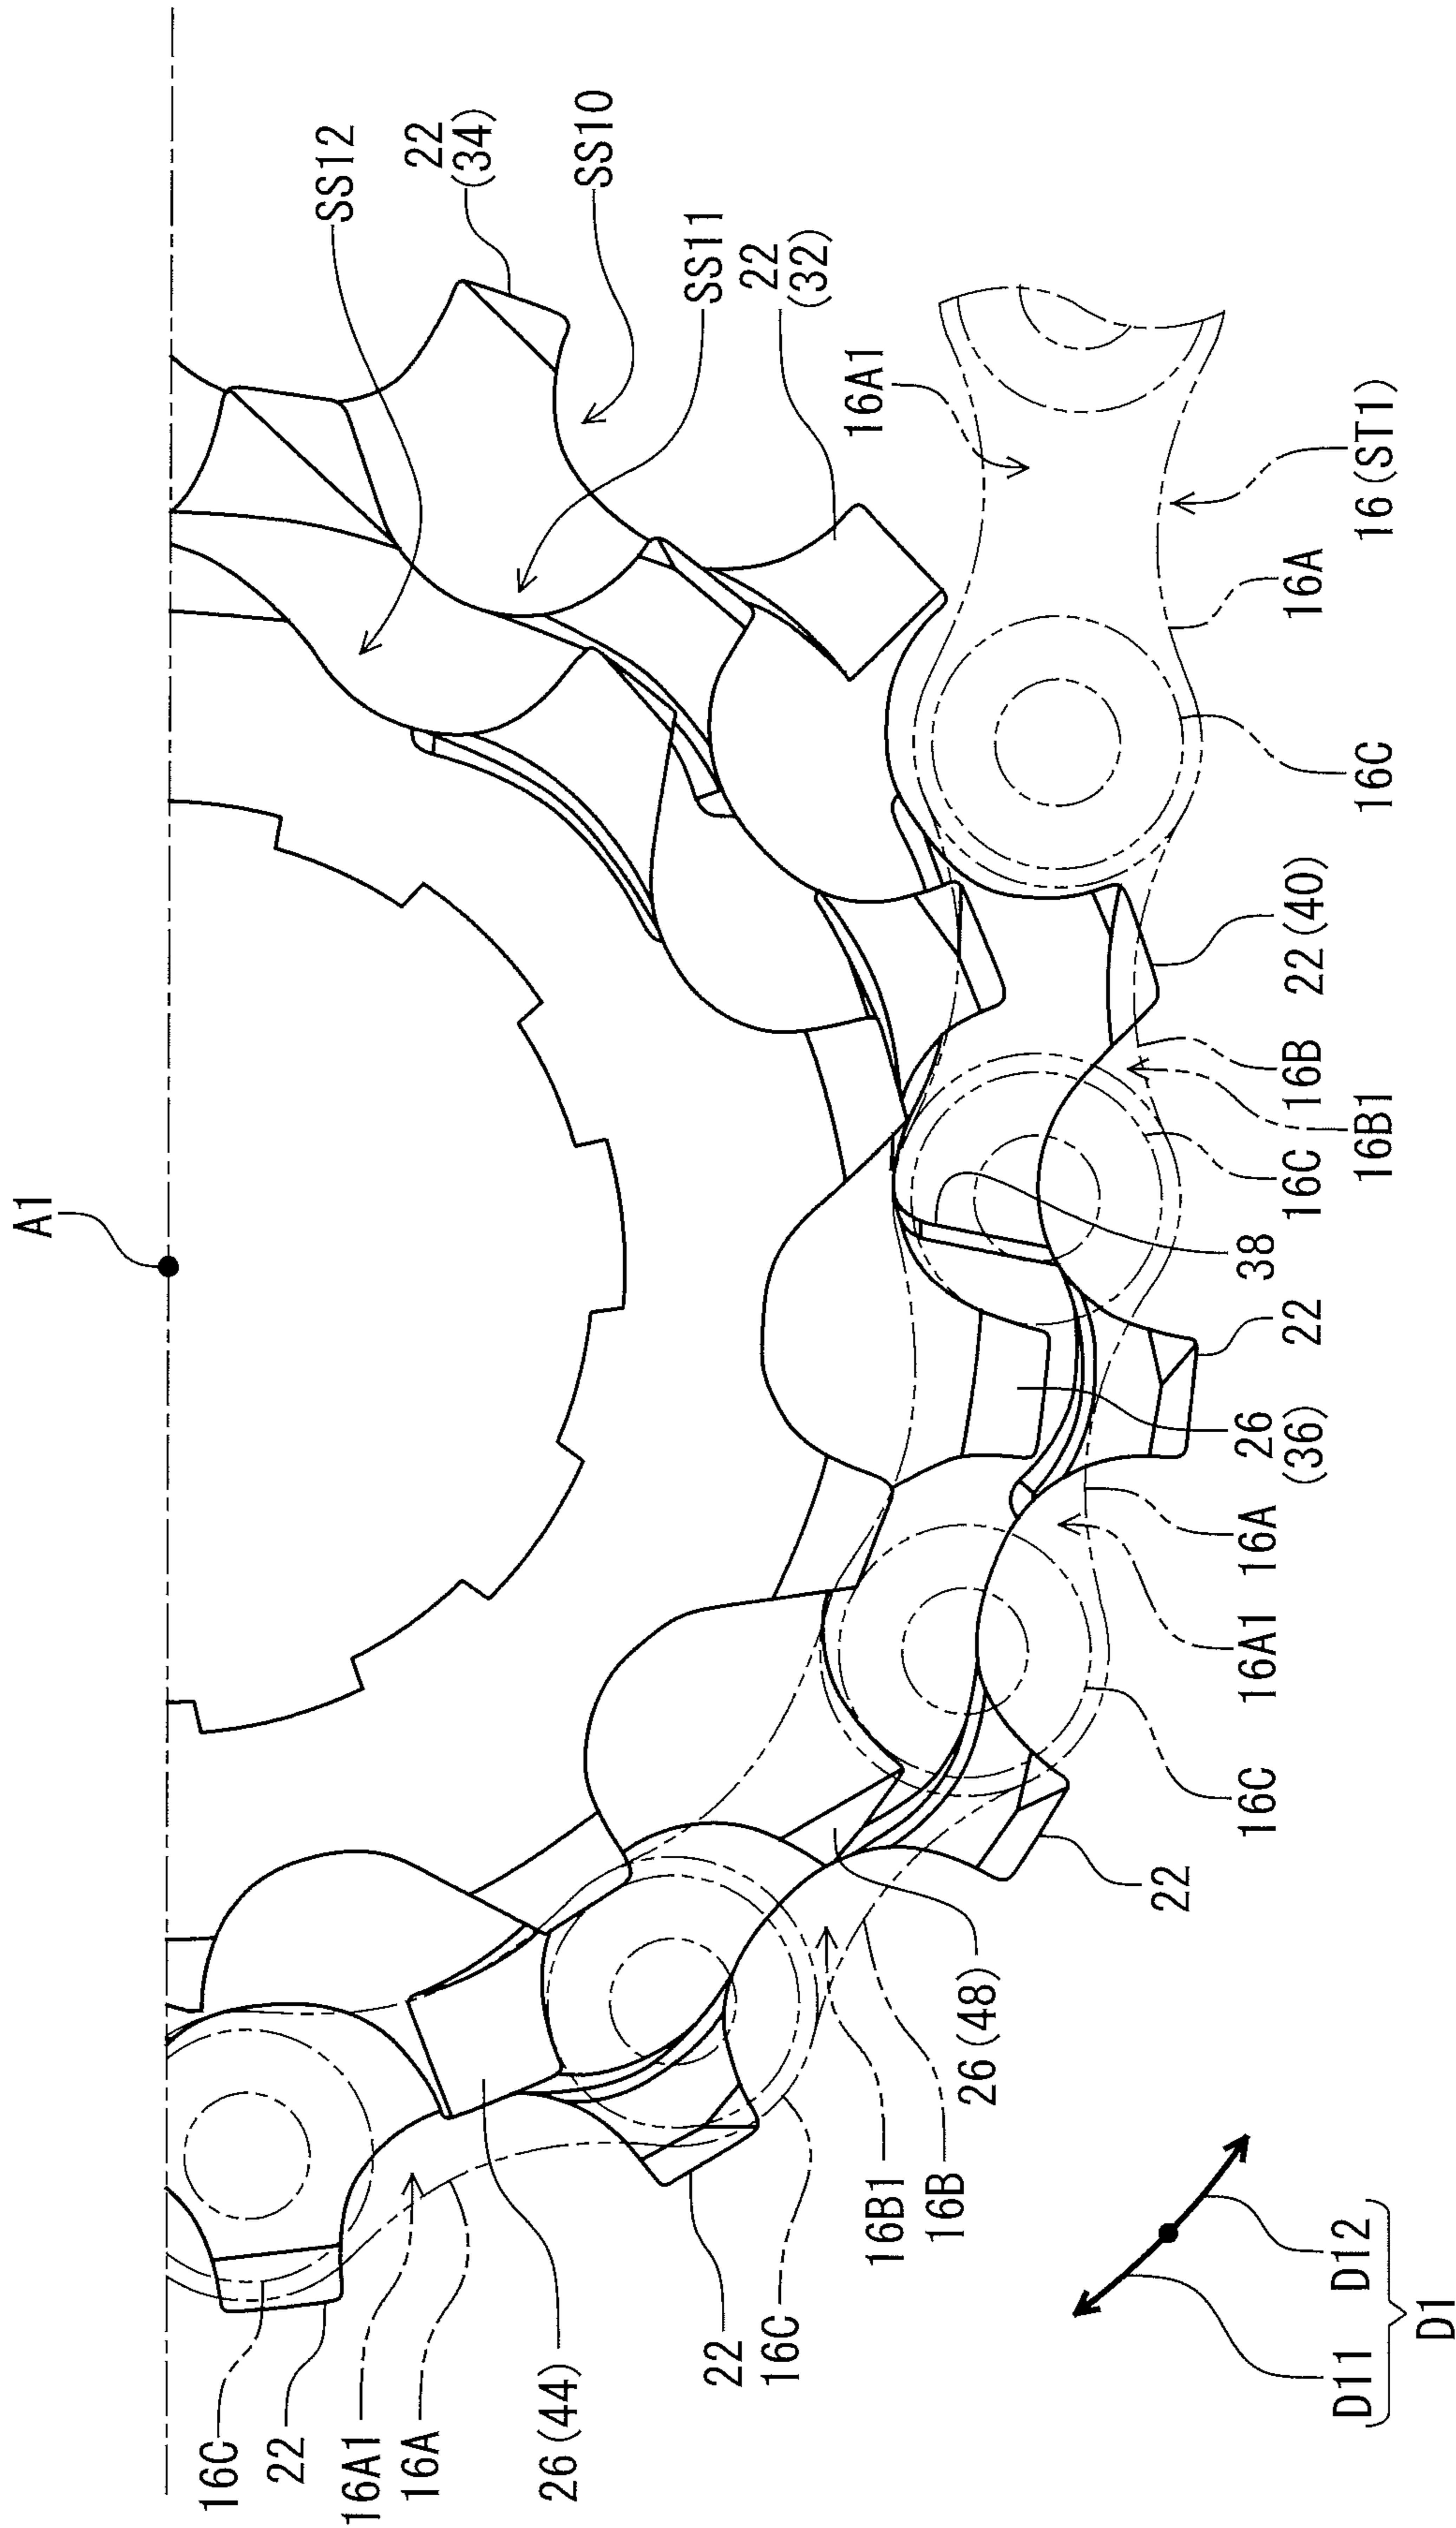 A1
16C
22
SS12
16A1
16A
22
(34)
26(44)
SS10
SS11
22
22
(32)
16C
16A1
16B1
16B
26(48)
22
16C
16A1
16A
26
(36)
38
22
16C
16B
22(40)
16A
D11 D12
16B1
16C
16(ST1)
D1